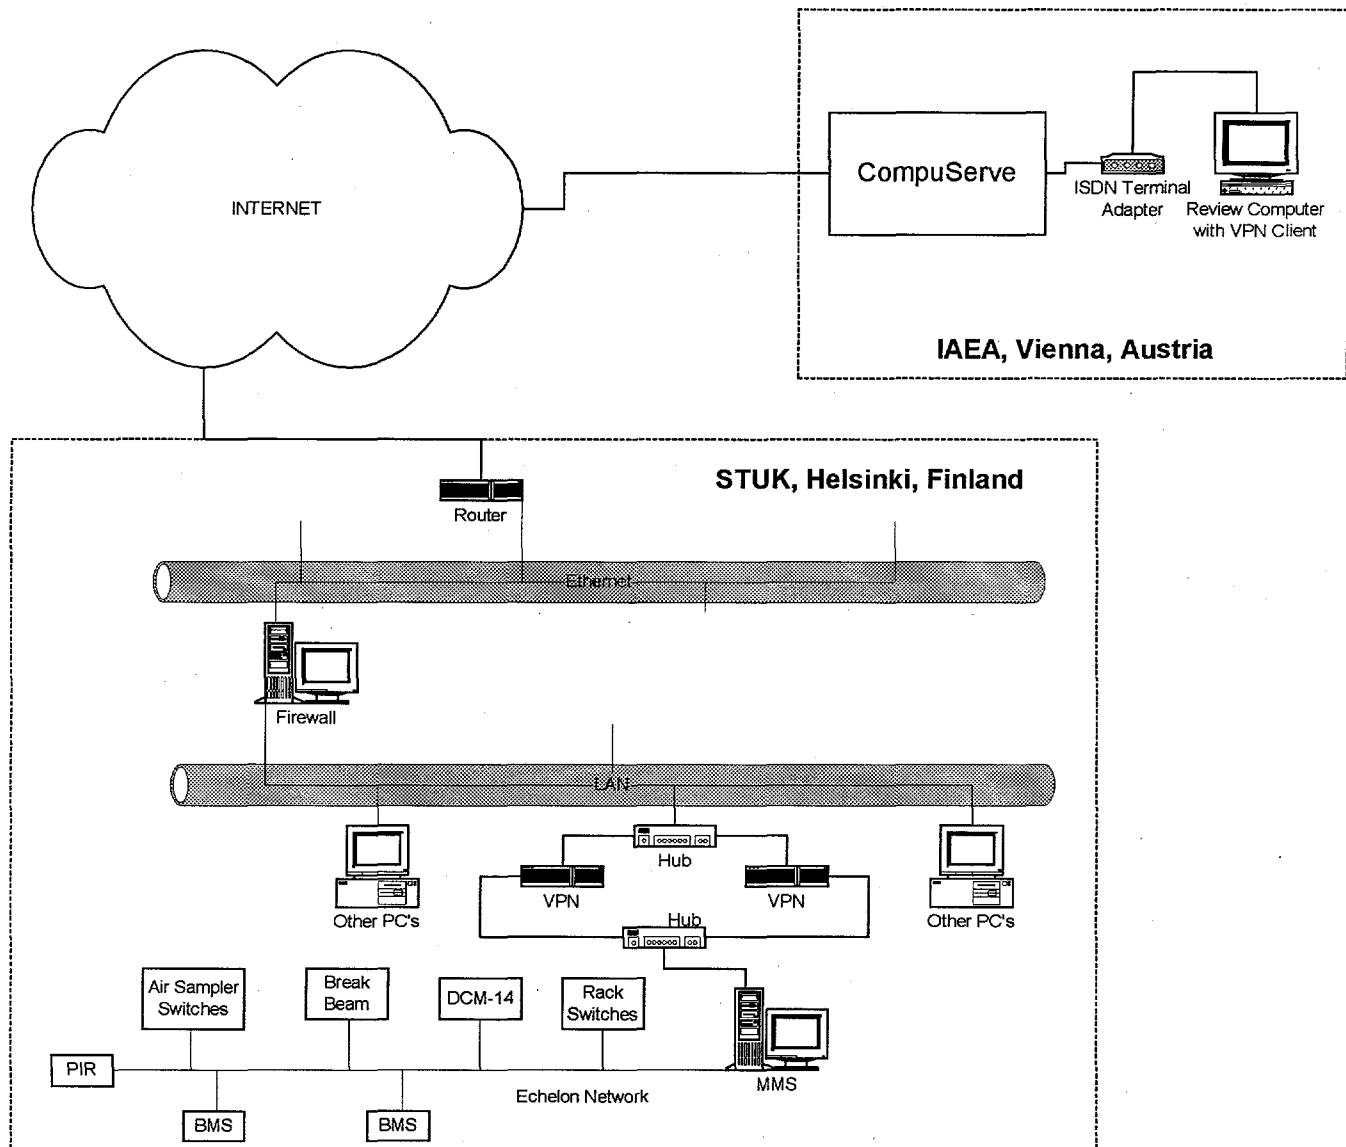 INTERNET
CompuServe
ISDN Terminal
Adapter
Review Computer
with VPN Client
IAEA, Vienna, Austria
STUK, Helsinki, Finland
Router
Ethernet
Firewall
LAN
Hub
VPN
VPN
Other PC's
Other PC's
Hub
Air Sampler
Switches
Break
Beam
DCM-14
Rack
Switches
PIR
MMS
Echelon Network
BMS
BMS